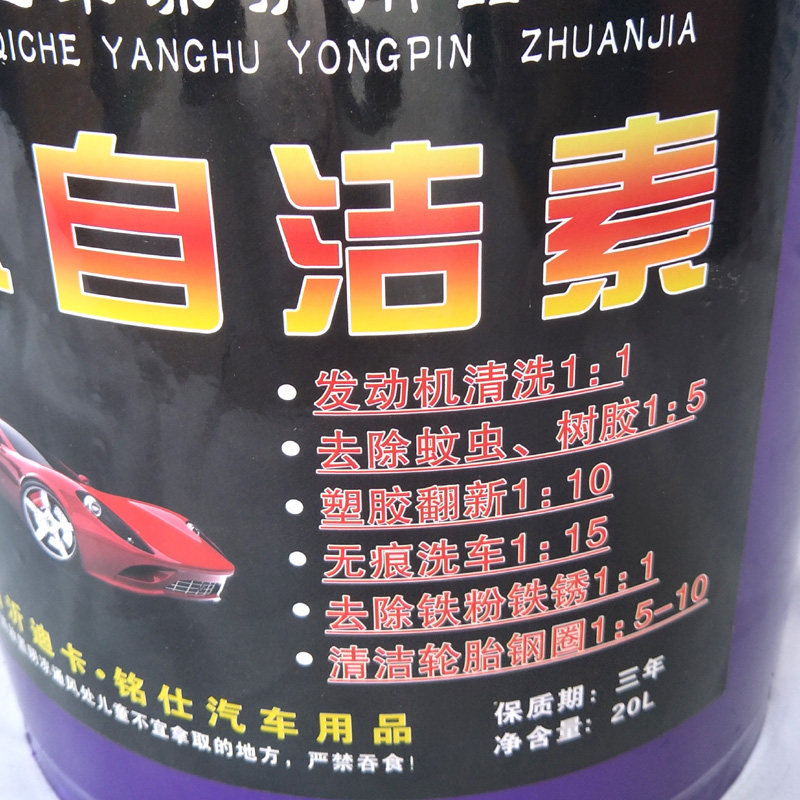 QICHE YANGHU YONGPIN ZHUANJIA
自洁素
发动机清洗1:1
去除蚊虫、树胶1:5
塑胶翻新1:10
无痕洗车1:15
去除铁粉铁锈1:1
清洁轮胎钢圈1:5-10
迪卡·铭仕汽车用品
通风处儿童不宜拿取的地方，严禁吞食！
保质期：三年
净含量：20L